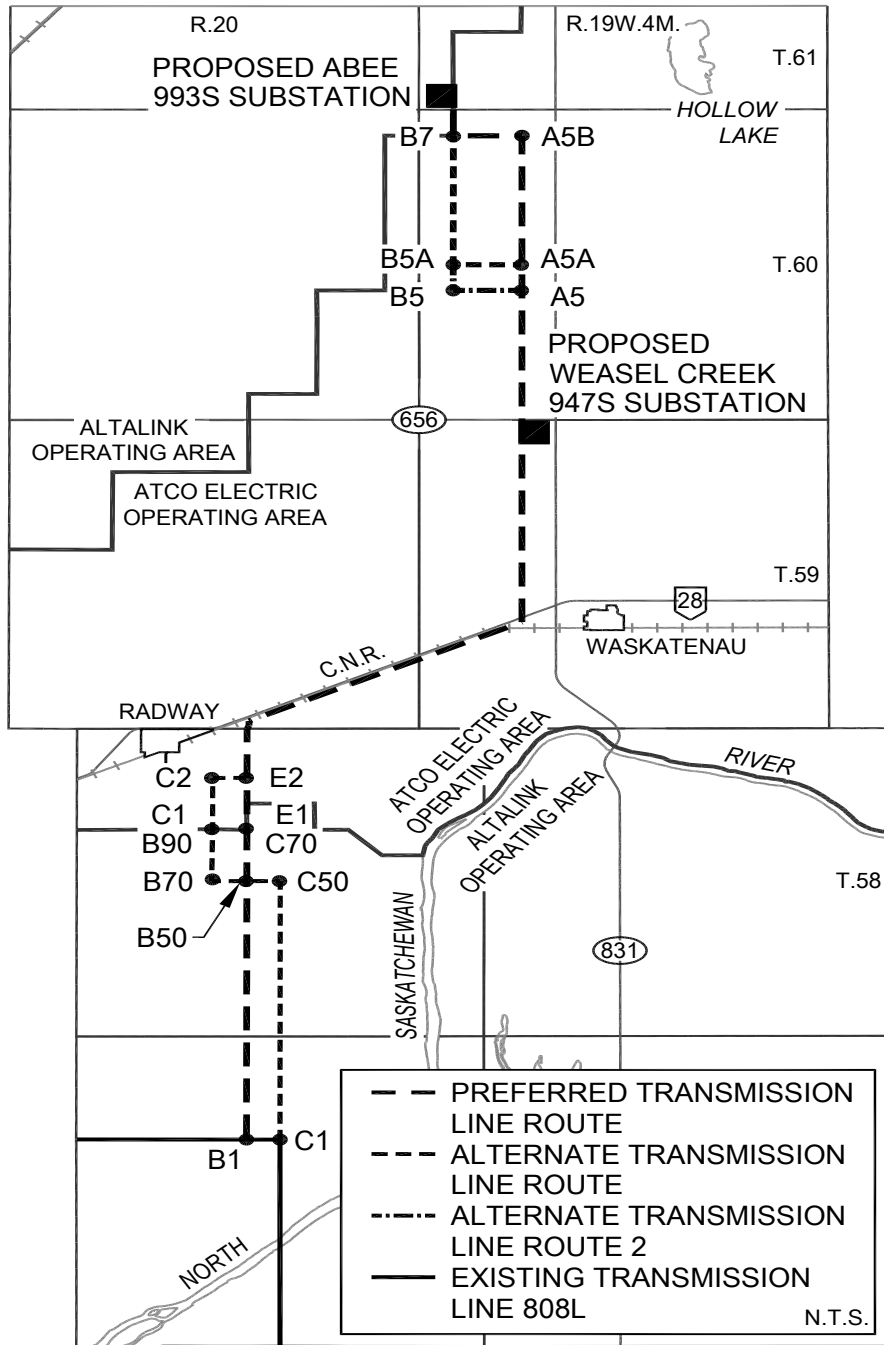 R.20
R.19W.4M.
T.61
PROPOSED ABEE
993S SUBSTATION
HOLLOW
LAKE
B7
A5B
B5A
A5A
T.60
B5
A5
PROPOSED
WEASEL CREEK
947S SUBSTATION
656
ALTALINK
OPERATING AREA
ATCO ELECTRIC
OPERATING AREA
T.59
28
WASKATENAU
C.N.R.
RADWAY
ATCO ELECTRIC
OPERATING AREA
ALTALINK
OPERATING AREA
RIVER
C2
E2
C1
E1
B90
C70
B70
C50
T.58
B50
SASKATCHEWAN
831
B1
C1
NORTH
PREFERRED TRANSMISSION
LINE ROUTE
ALTERNATE TRANSMISSION
LINE ROUTE
ALTERNATE TRANSMISSION
LINE ROUTE 2
EXISTING TRANSMISSION
LINE 808L
N.T.S.